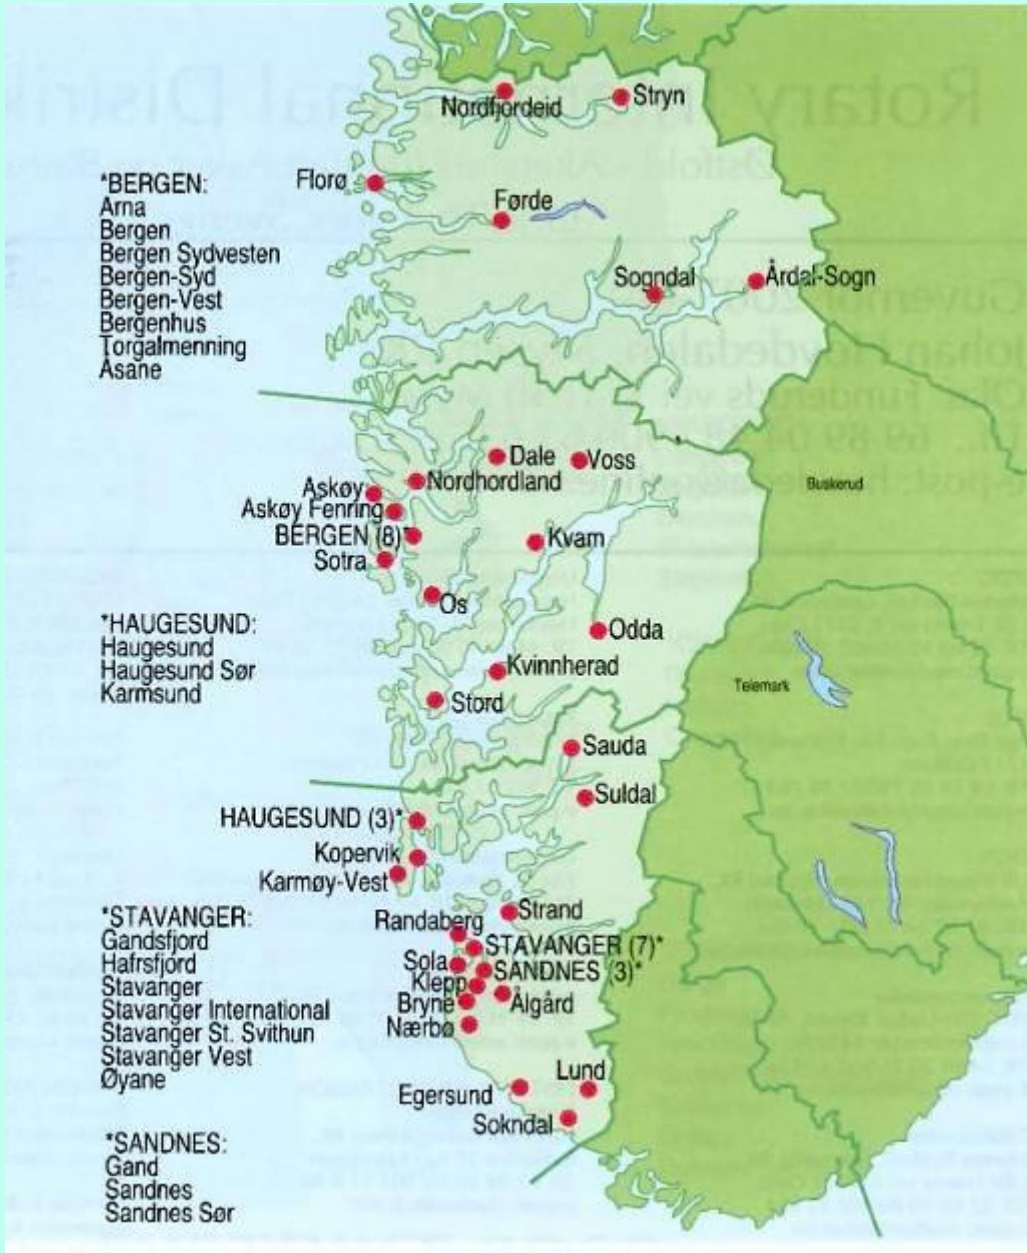 Nordfjordeid
Stryn
Florø
Førde
Sogndal
Årdal-Sogn
*BERGEN:
Arna
Bergen
Bergen Sydvesten
Bergen-Syd
Bergen-Vest
Bergenhus
Torgalmenning
Åsane
Dale
Voss
Nordhordland
Askøy
Askøy Fenring
BERGEN (8)*
Sotra
Kvam
Os
Odda
Kvinnherad
Stord
Buskerud
Telemark
*HAUGESUND:
Haugesund
Haugesund Sør
Karmsund
Sauda
Suldal
HAUGESUND (3)*
Kopervik
Karmøy-Vest
Strand
Randaberg
STAVANGER (7)*
Sola
SANDNES (3)*
Klepp
Ålgård
Bryne
Nærbø
*STAVANGER:
Gandsfjord
Hafrsfjord
Stavanger
Stavanger International
Stavanger St. Svithun
Stavanger Vest
Øyane
Lund
Egersund
Sokndal
*SANDNES:
Gand
Sandnes
Sandnes Sør